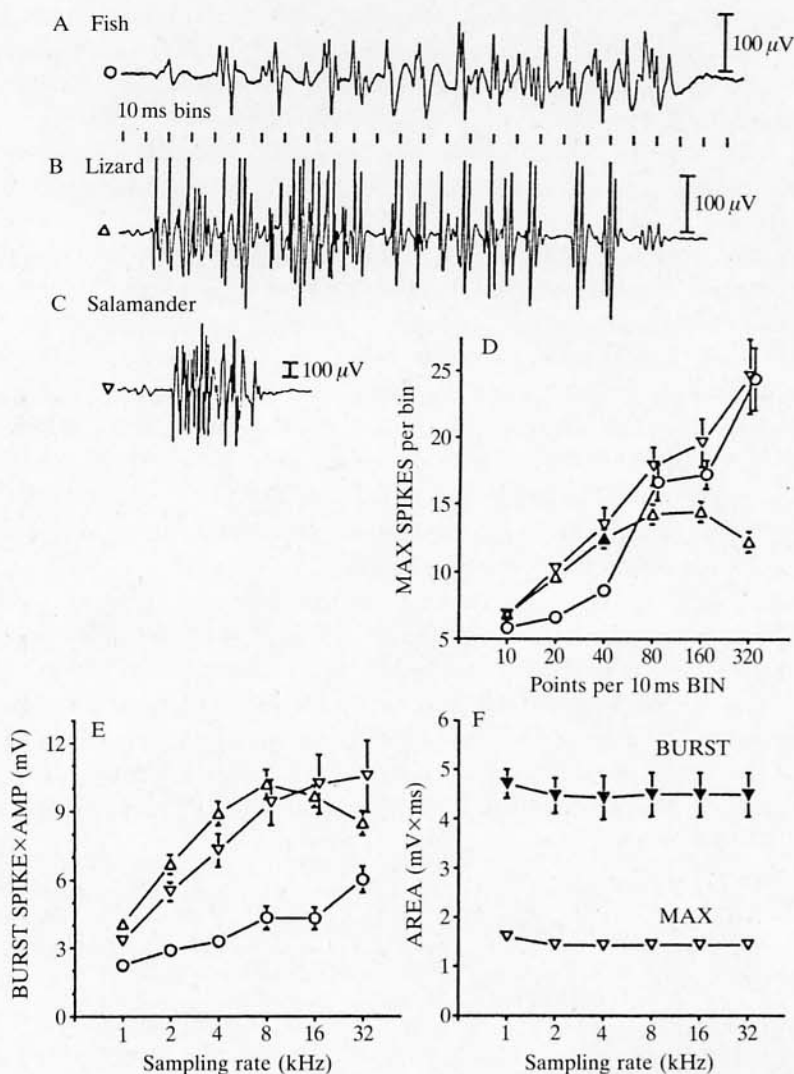 A Fish
100 μV
10 ms bins
B Lizard
100 μV
C Salamander
100 μV
D
MAX SPIKES per bin
25
20
15
10
5
10 20 40 80 160 320
Points per 10 ms BIN
E
BURST SPIKE×AMP (mV)
12
9
6
3
0
1 2 4 8 16 32
Sampling rate (kHz)
F
AREA (mV×ms)
6
5
4
3
2
1
0
BURST
MAX
1 2 4 8 16 32
Sampling rate (kHz)